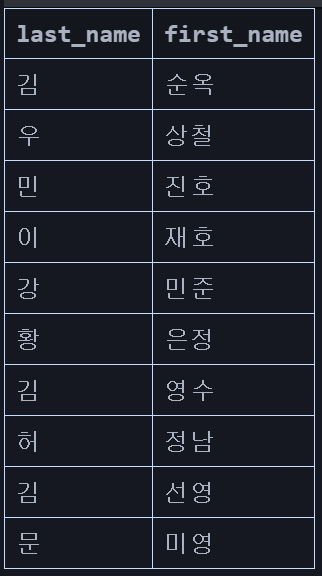 last_name first_name
김 순옥
우 상철
민 진호
이 재호
강 민준
황 은정
김 영수
허 정남
김 선영
문 미영